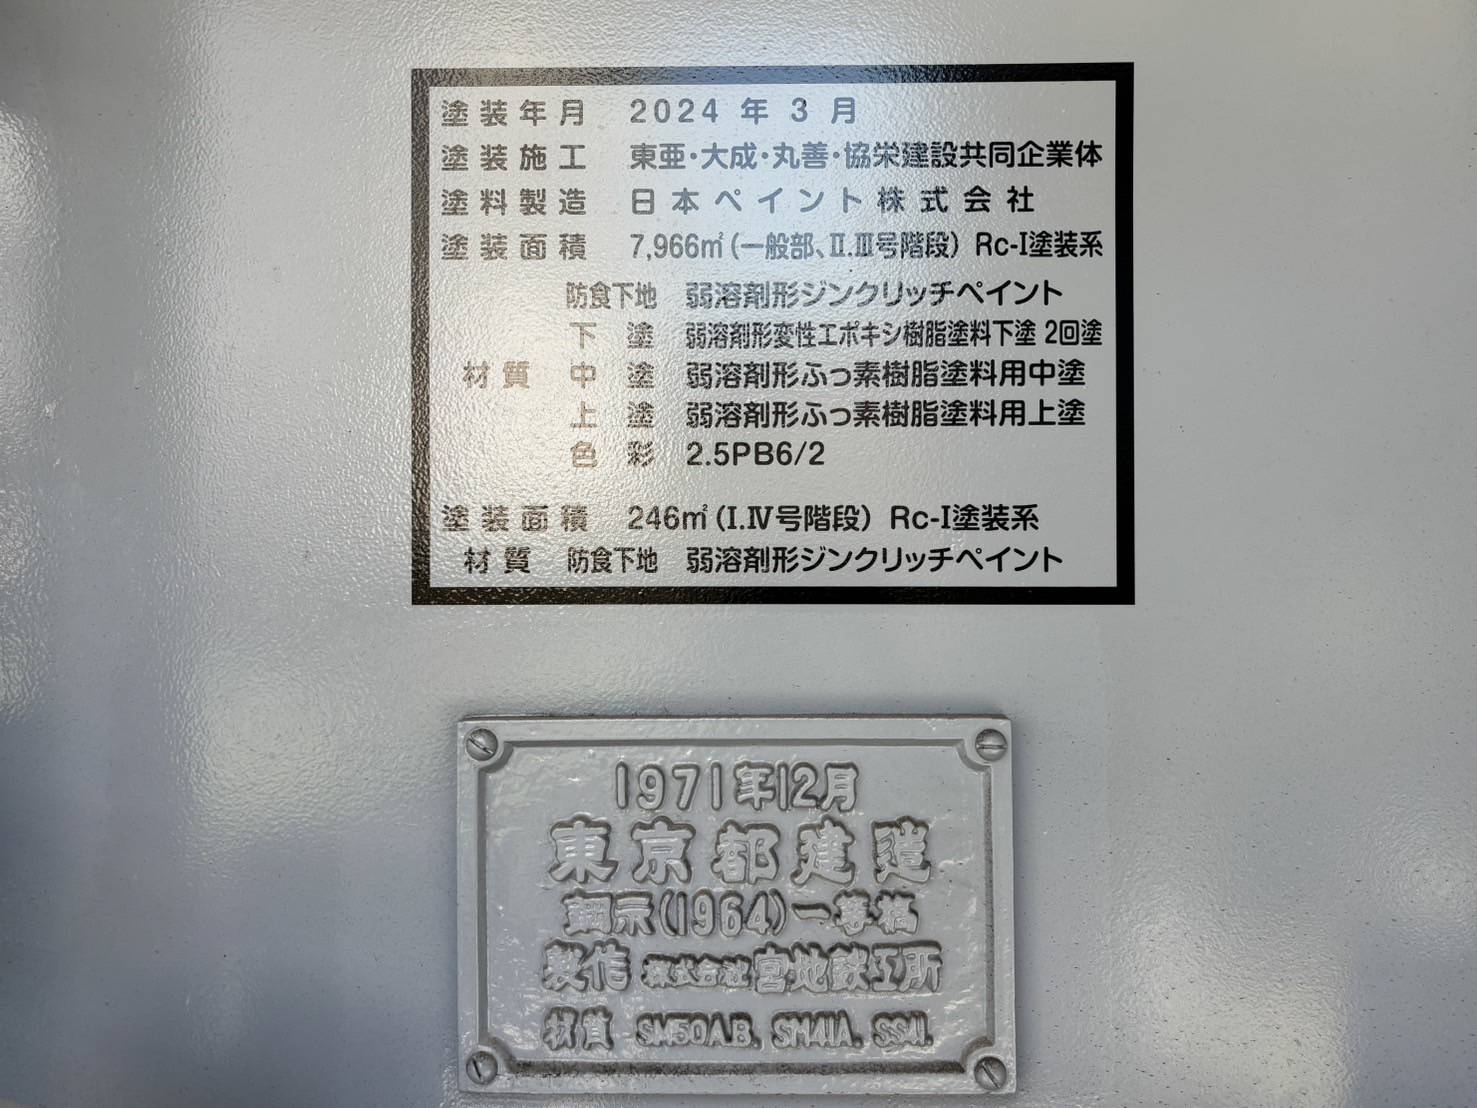 塗装年月 2024年3月
塗装施工 東亜・大成・丸善・協栄建設共同企業体
塗料製造 日本ペイント株式会社
塗装面積 7,966㎡(一般部、Ⅱ.Ⅲ号階段) Rc-Ⅰ塗装系
防食下地 弱溶剤形ジンクリッチペイント
下塗 弱溶剤形変性エポキシ樹脂塗料下塗 2回塗
材質 中塗 弱溶剤形ふっ素樹脂塗料用中塗
上塗 弱溶剤形ふっ素樹脂塗料用上塗
色彩 2.5PB6/2
塗装面積 246㎡(Ⅰ.Ⅳ号階段) Rc-Ⅰ塗装系
材質 防食下地 弱溶剤形ジンクリッチペイント
1971年12月
東京都建造
鋼示(1964)一等橋
製作 株式会社宮地鉄工所
材質 SM50A.B. SM41A. SS41.